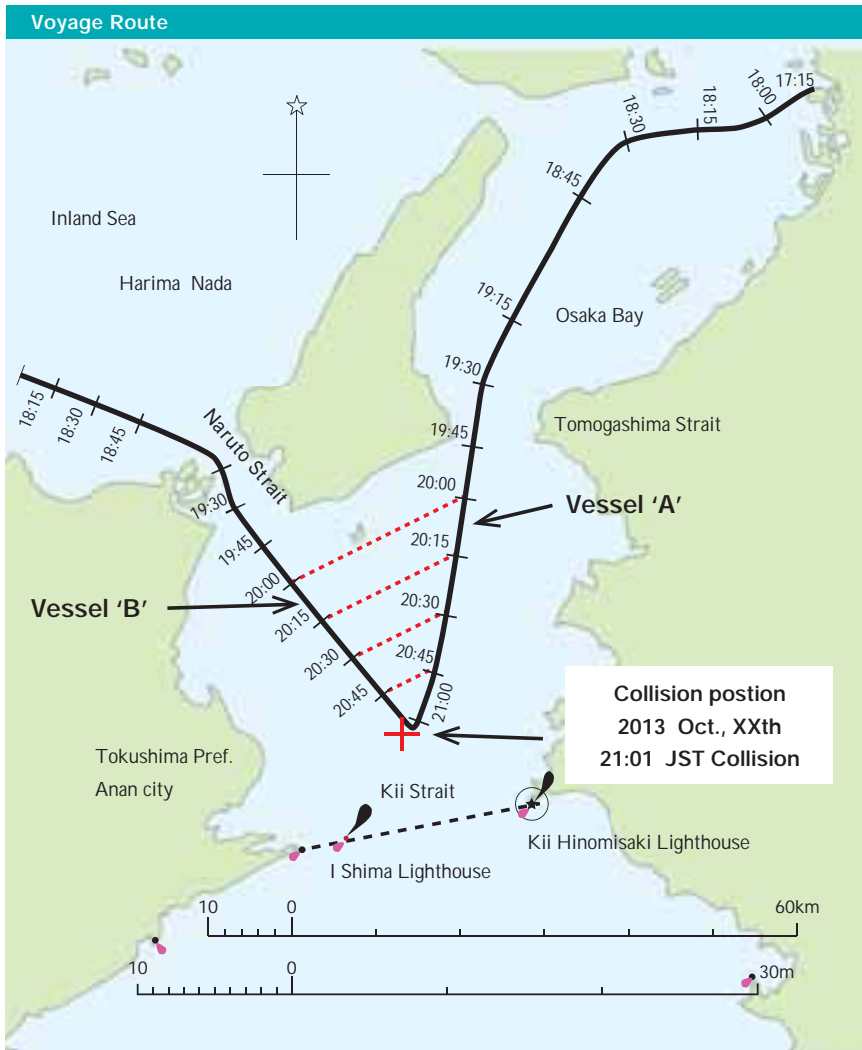 Voyage Route
17:15
18:00
18:15
18:30
18:45
19:15
19:30
19:45
20:00
20:15
20:30
20:45
21:00
Inland Sea
Harima Nada
Osaka Bay
Tomogashima Strait
Naruto Strait
18:15
18:30
18:45
19:30
19:45
20:00
20:15
20:30
20:45
Vessel ‘A’
Vessel ‘B’
Collision postion
2013 Oct., XXth
21:01 JST Collision
Tokushima Pref.
Anan city
Kii Strait
Kii Hinomisaki Lighthouse
I Shima Lighthouse
10 0 60km
10 0 30m